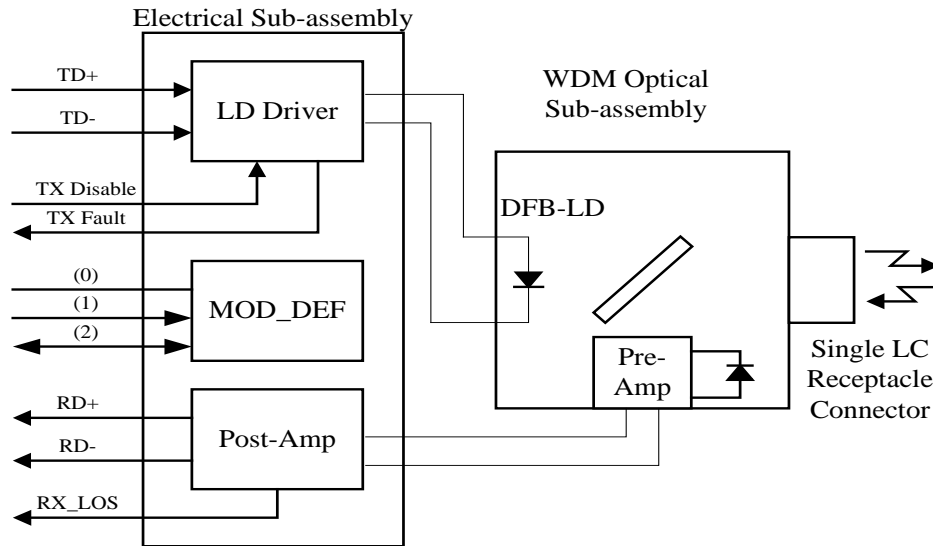 Electrical Sub-assembly
TD+
TD-
LD Driver
TX Disable
TX Fault
(0)
(1)
(2)
MOD_DEF
RD+
RD-
Post-Amp
RX_LOS
WDM Optical
Sub-assembly
DFB-LD
Pre-
Amp
Single LC
Receptacle
Connector